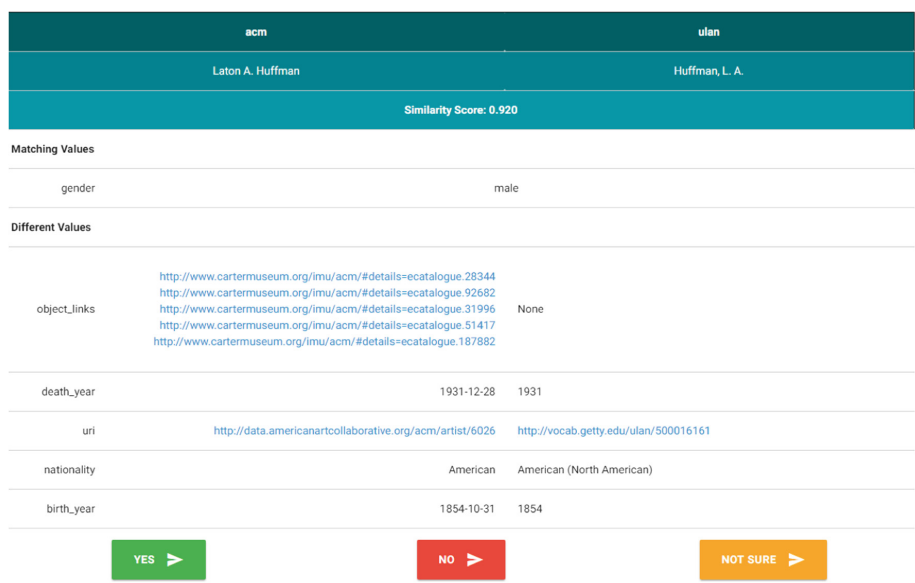 acm ulan
Laton A. Huffman Huffman, L. A.
Similarity Score: 0.920
Matching Values
gender male
Different Values
http://www.cartermuseum.org/imu/acm/#details=ecatalogue.28344
http://www.cartermuseum.org/imu/acm/#details=ecatalogue.92682
object_links http://www.cartermuseum.org/imu/acm/#details=ecatalogue.31996 None
http://www.cartermuseum.org/imu/acm/#details=ecatalogue.51417
http://www.cartermuseum.org/imu/acm/#details=ecatalogue.187882
death_year 1931-12-28 1931
uri http://data.americanartcollaborative.org/acm/artist/6026 http://vocab.getty.edu/ulan/500016161
nationality American American (North American)
birth_year 1854-10-31 1854
YES NO NOT SURE